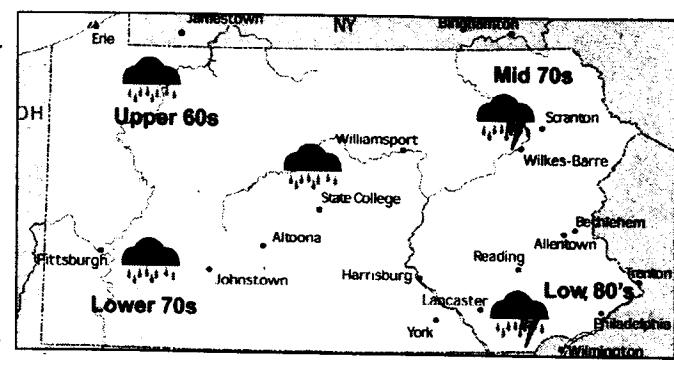 Jamestown
NY
Binghamton
Erie
Mid 70s
OH
Upper 60s
Scranton
Williamsport
Wilkes-Barre
State College
Bethlehem
Altoona
Allentown
Pittsburgh
Reading
Johnstown
Harrisburg
Trenton
Low 80's
Lower 70s
Lancaster
York
Philadelphia
Wilmington